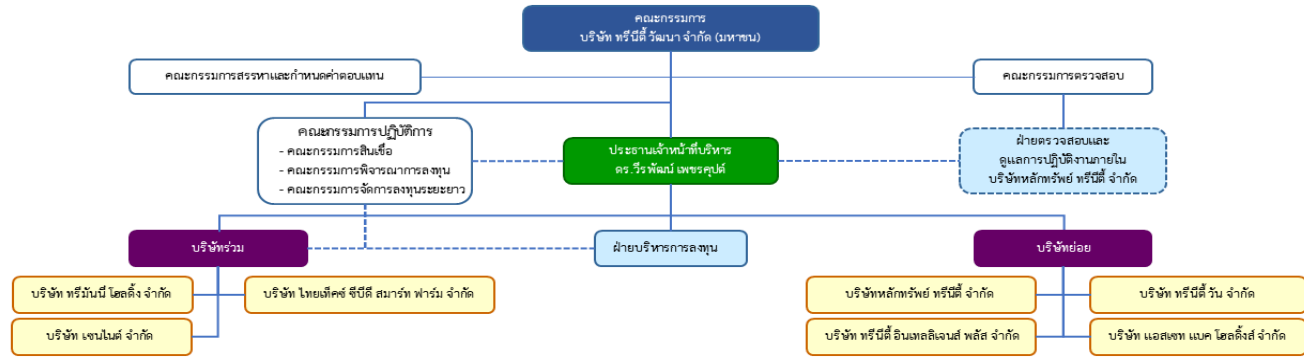 คณะกรรมการ
บริษัท ทรีนีตี้ วัฒนา จำกัด (มหาชน)
คณะกรรมการสรรหาและกำหนดค่าตอบแทน
คณะกรรมการตรวจสอบ
คณะกรรมการปฏิบัติการ
- คณะกรรมการสินเชื่อ
- คณะกรรมการพิจารณาการลงทุน
- คณะกรรมการจัดการลงทุนระยะยาว
ประธานเจ้าหน้าที่บริหาร
ดร.วีรพัฒน์ เพชรคุปต์
ฝ่ายตรวจสอบและ
ดูแลการปฏิบัติงานภายใน
บริษัทหลักทรัพย์ ทรีนีตี้ จำกัด
บริษัทร่วม
ฝ่ายบริหารการลงทุน
บริษัทย่อย
บริษัท ทรีมันนี่ โฮลดิ้ง จำกัด
บริษัท ไทยเท็คซ์ ซีบีดี สมาร์ท ฟาร์ม จำกัด
บริษัทหลักทรัพย์ ทรีนีตี้ จำกัด
บริษัท ทรีนีตี้ วัน จำกัด
บริษัท เซนไนต์ จำกัด
บริษัท ทรีนีตี้ อินเทลลิเจนส์ พลัส จำกัด
บริษัท แอสเซท แบค โฮลดิ้งส์ จำกัด